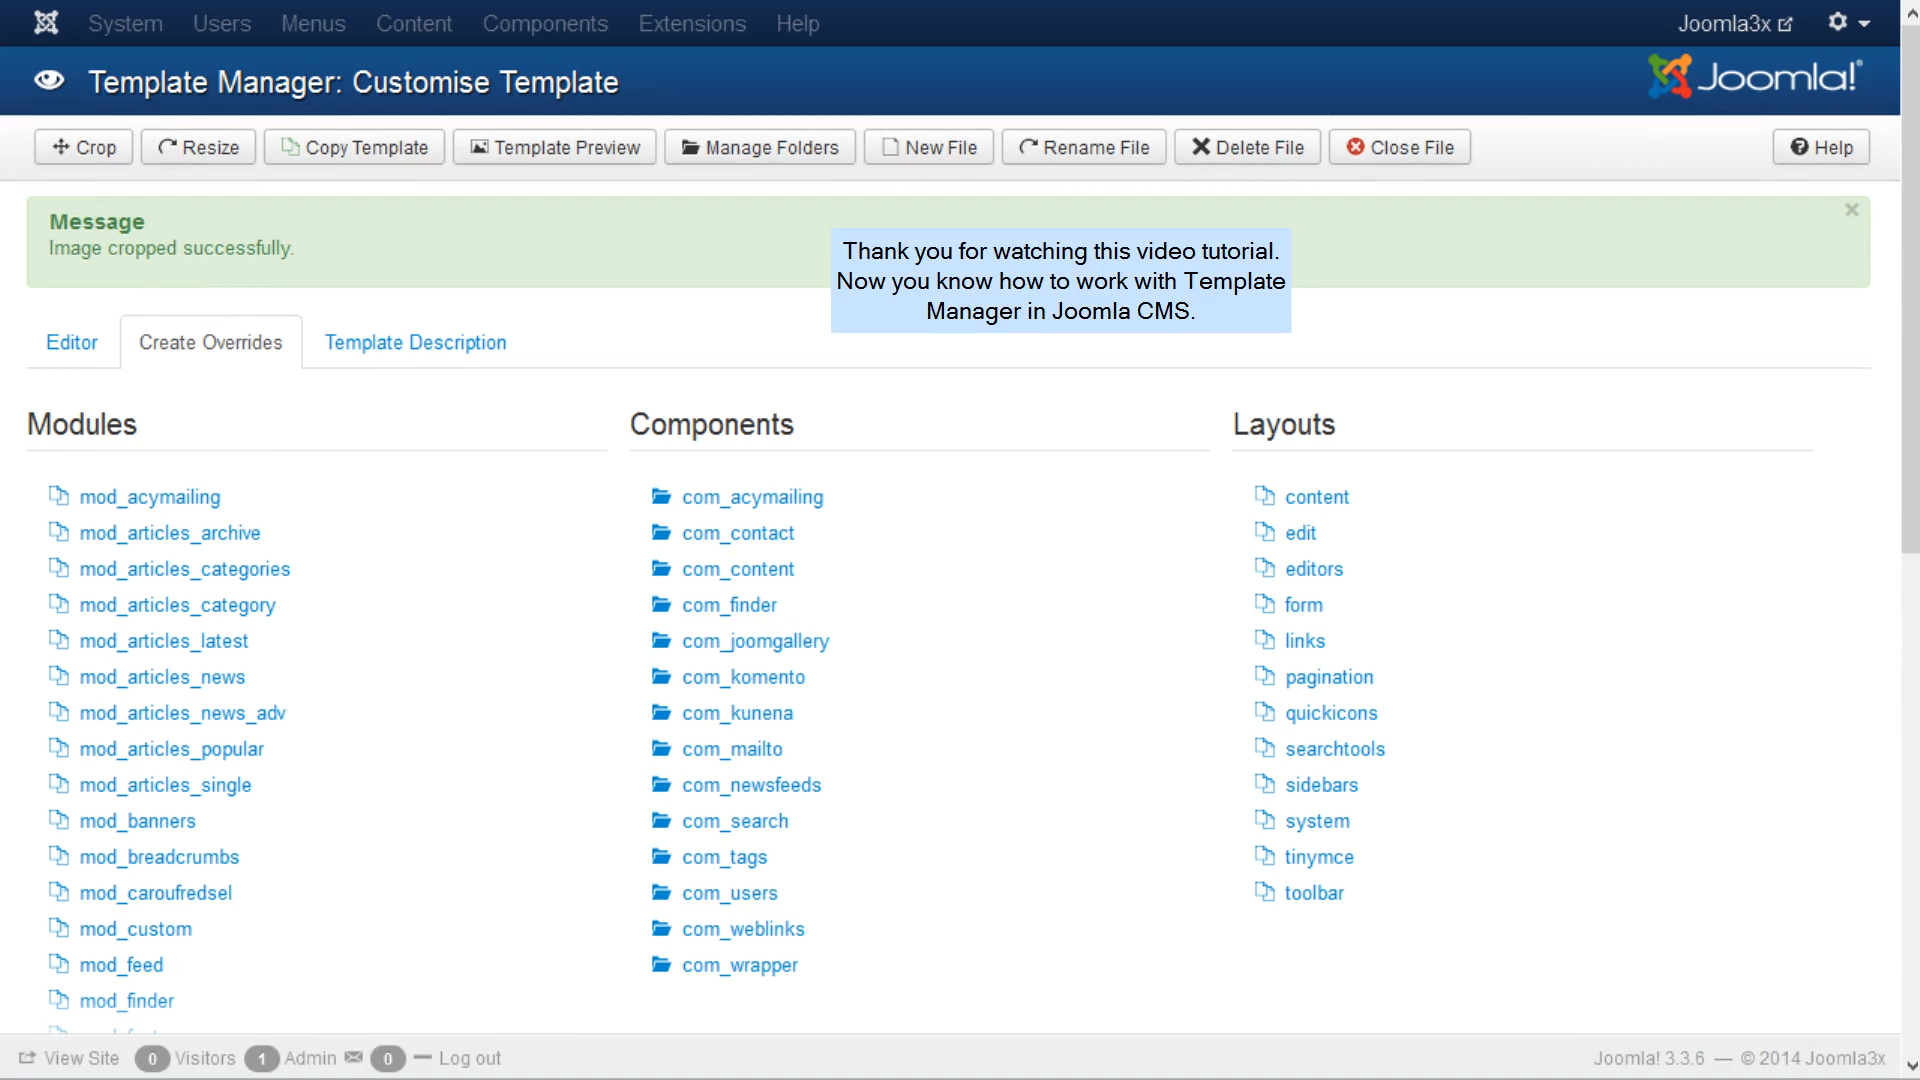 System Users Menus Content Components Extensions Help Joomla3x
Template Manager: Customise Template Joomla!®
Crop Resize Copy Template Template Preview Manage Folders New File Rename File Delete File Close File Help
Message
Image cropped successfully.
Thank you for watching this video tutorial.
Now you know how to work with Template
Manager in Joomla CMS.
Editor Create Overrides Template Description
Modules
mod_acymailing
mod_articles_archive
mod_articles_categories
mod_articles_category
mod_articles_latest
mod_articles_news
mod_articles_news_adv
mod_articles_popular
mod_articles_single
mod_banners
mod_breadcrumbs
mod_caroufredsel
mod_custom
mod_feed
mod_finder
Components
com_acymailing
com_contact
com_content
com_finder
com_joomgallery
com_komento
com_kunena
com_mailto
com_newsfeeds
com_search
com_tags
com_users
com_weblinks
com_wrapper
Layouts
content
edit
editors
form
links
pagination
quickicons
searchtools
sidebars
system
tinymce
toolbar
View Site 0 Visitors 1 Admin 0 Log out Joomla! 3.3.6 — © 2014 Joomla3x